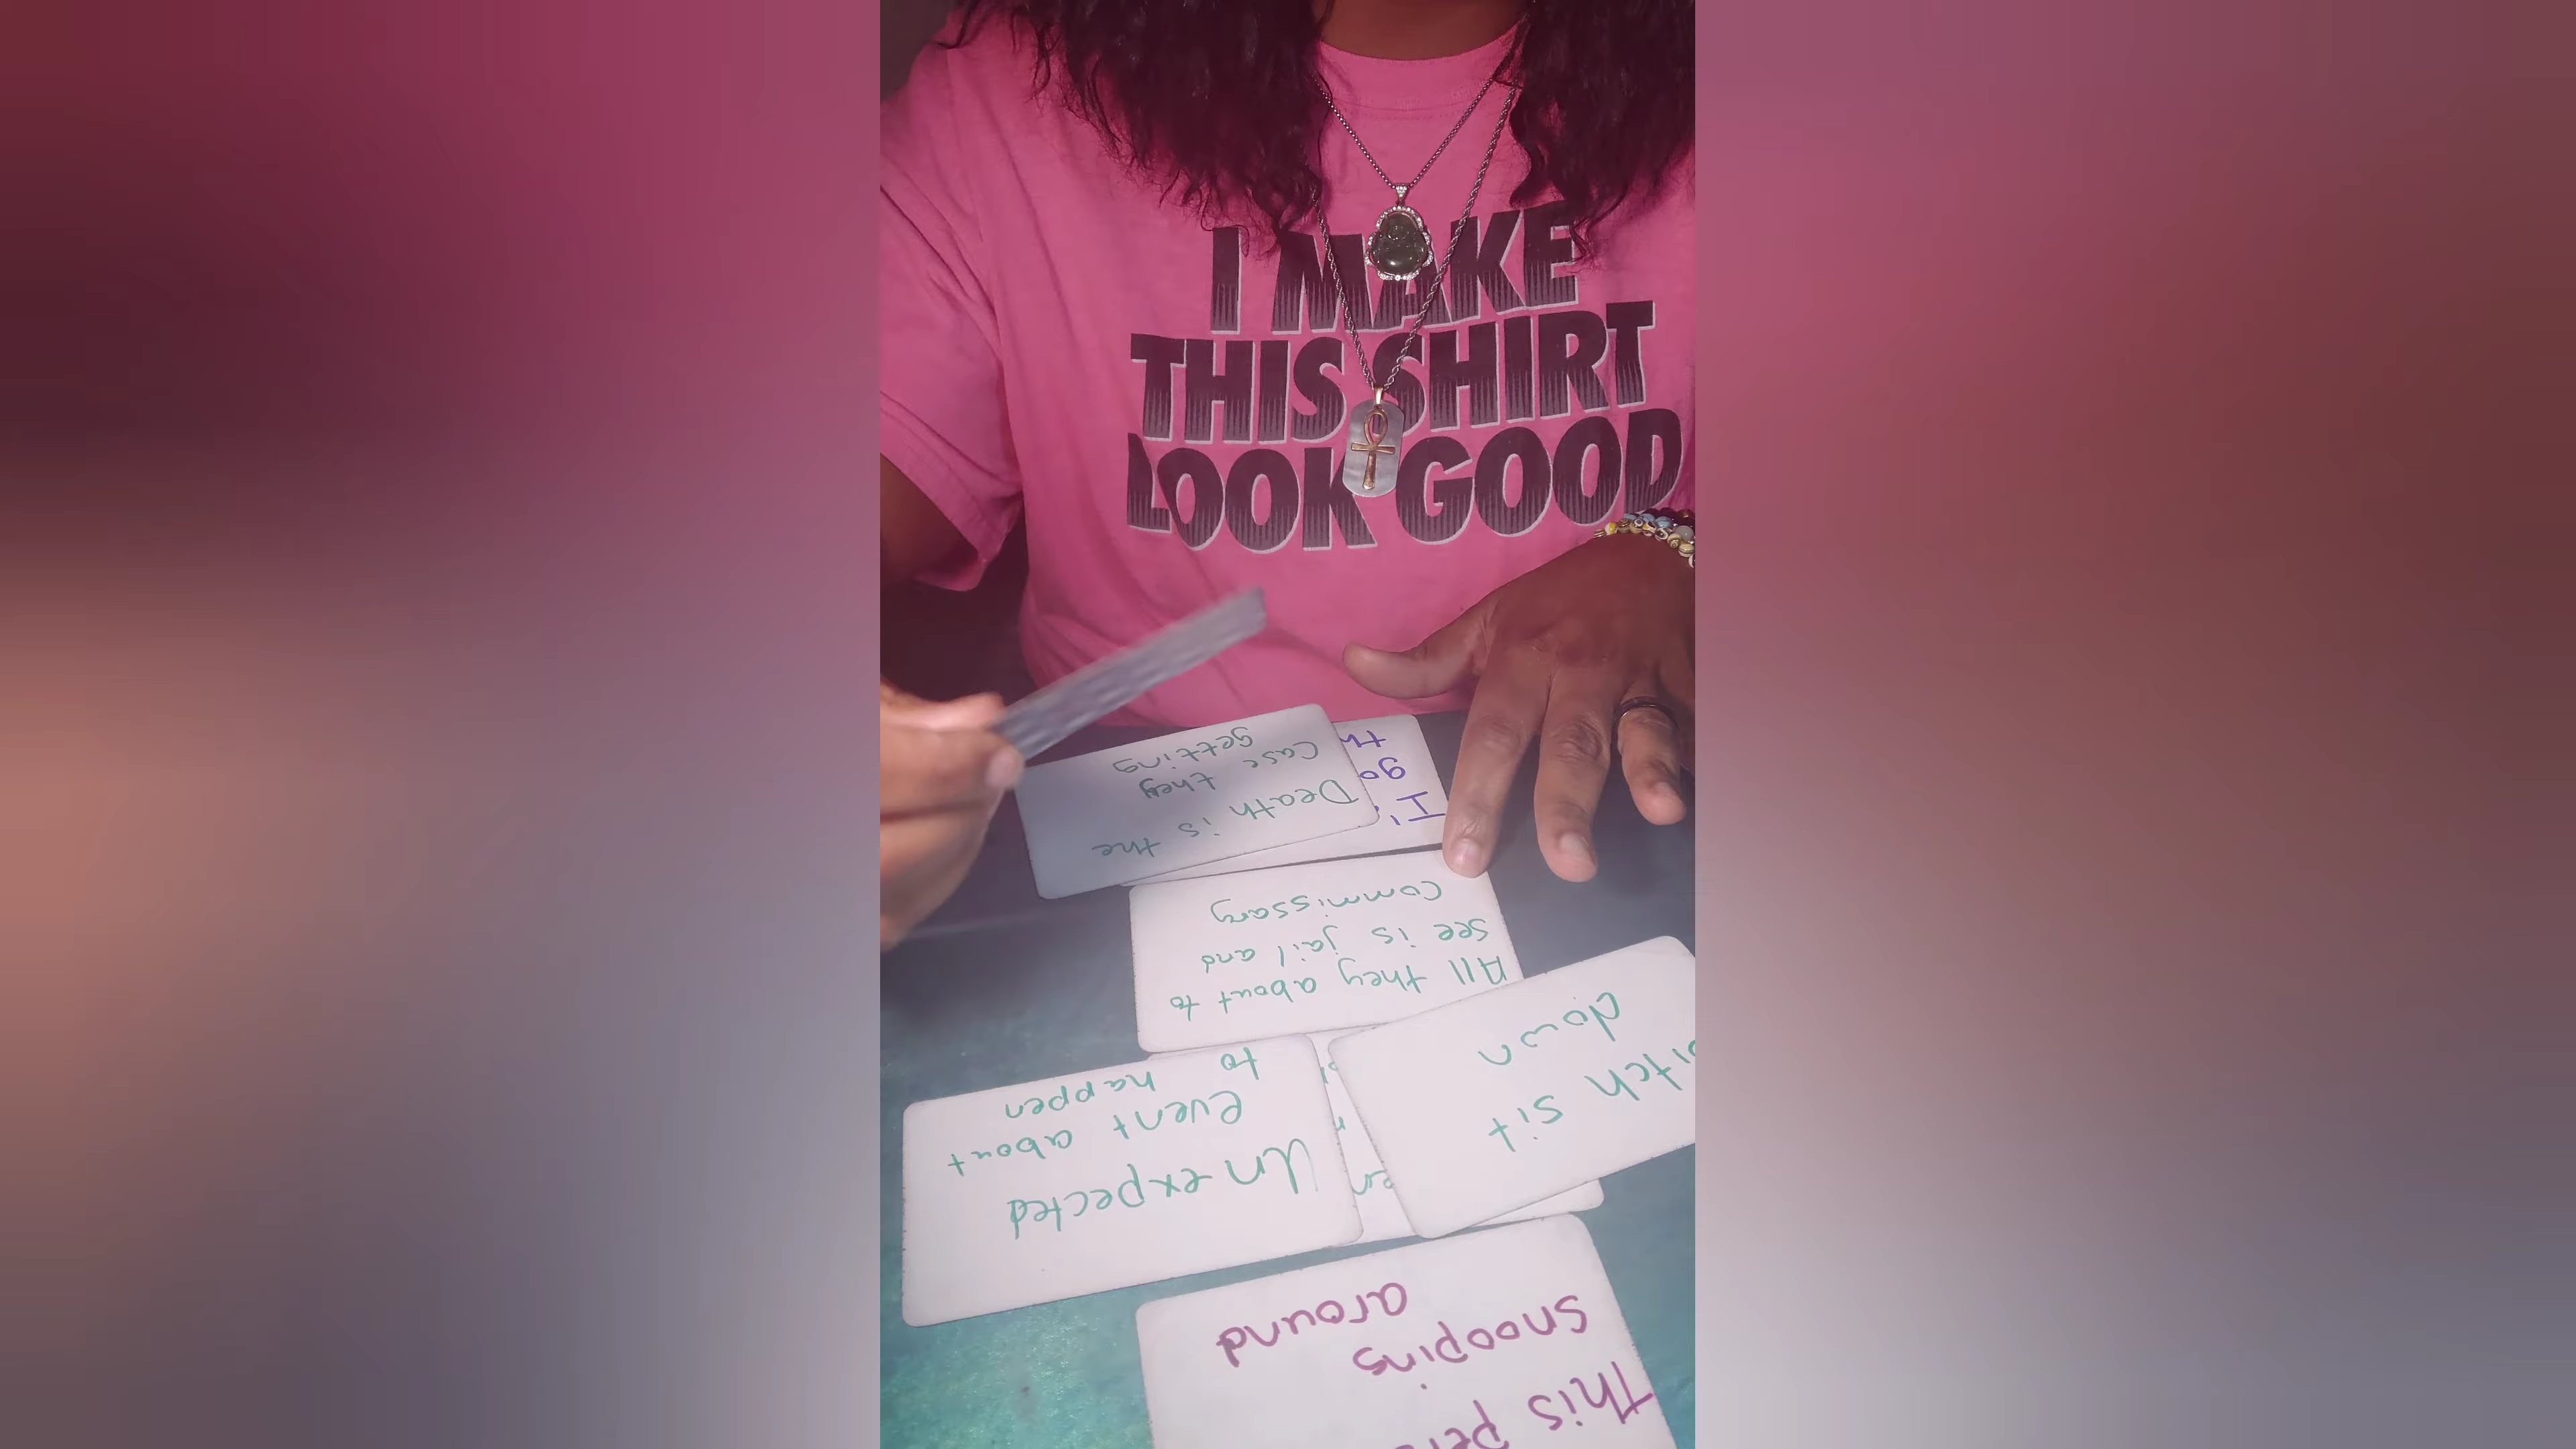 I MAKE
THIS SHIRT
LOOK GOOD
Death is the
case they
getting
All they about to
see is jail and
commissary
sit
down
Unexpected
event about
to happen
This
snooping
around